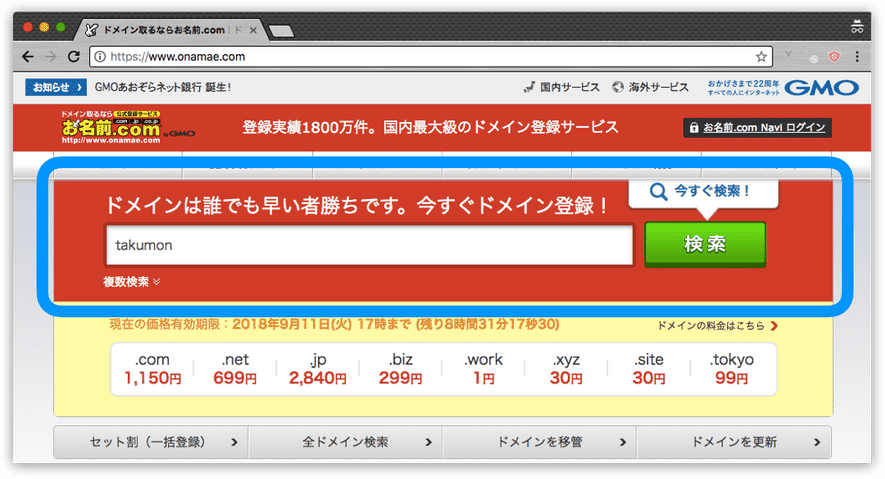 ドメイン取るならお名前.com | ド
https://www.onamae.com
お知らせ
GMOあおぞらネット銀行 誕生!
国内サービス
海外サービス
おかげさまで22周年
すべての人にインターネット
GMO
ドメイン取るなら 公式登録サービス
.com .jp .co.jp
お名前.com by GMO
http://www.onamae.com
登録実績1800万件。国内最大級のドメイン登録サービス
お名前.com Navi ログイン
ドメインは誰でも早い者勝ちです。今すぐドメイン登録!
今すぐ検索!
takumon
検索
複数検索
現在の価格有効期限:2018年9月11日(火) 17時まで (残り8時間31分17秒30)
ドメインの料金はこちら
.com .net .jp .biz .work .xyz .site .tokyo
1,150円 699円 2,840円 299円 1円 30円 30円 99円
セット割(一括登録)
全ドメイン検索
ドメインを移管
ドメインを更新